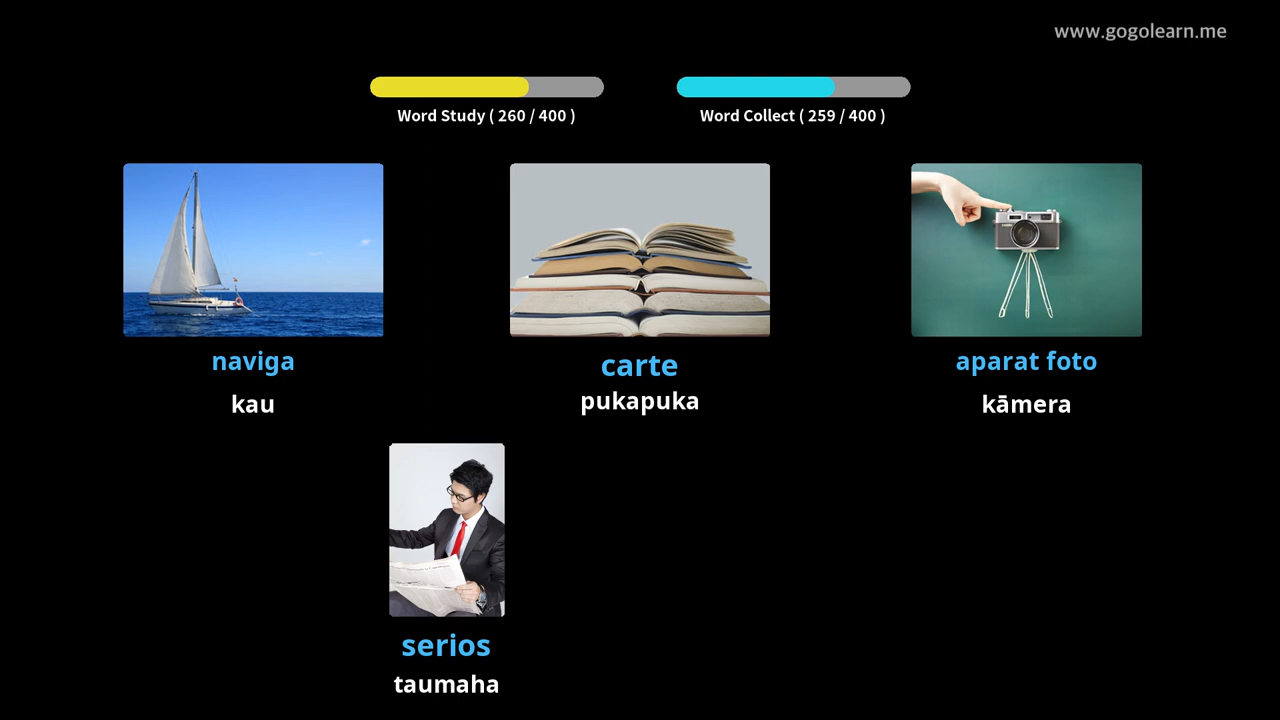 www.gogolearn.me
Word Study ( 260 / 400 )
Word Collect ( 259 / 400 )
naviga
kau
carte
pukapuka
aparat foto
kāmera
serios
taumaha